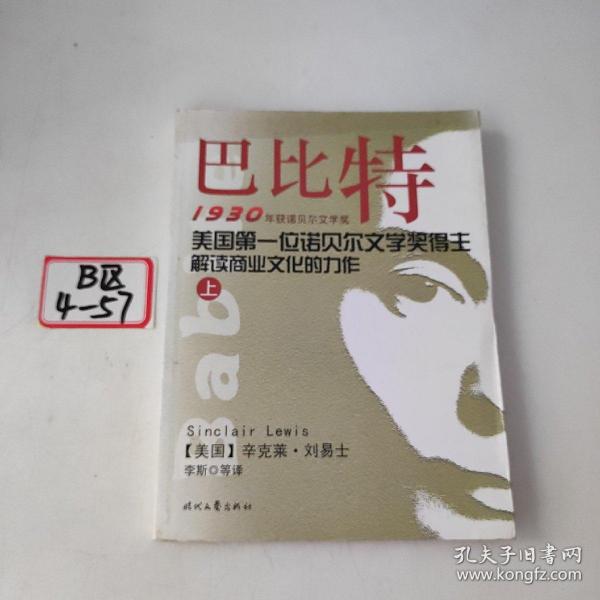 巴比特
1930年获诺贝尔文学奖
美国第一位诺贝尔文学奖得主
解读商业文化的力作
上
Bab
Sinclair Lewis
【美国】辛克莱·刘易士
李斯◎等译
时代文艺出版社
B区
4-57
孔夫子旧书网
www.kongfz.com